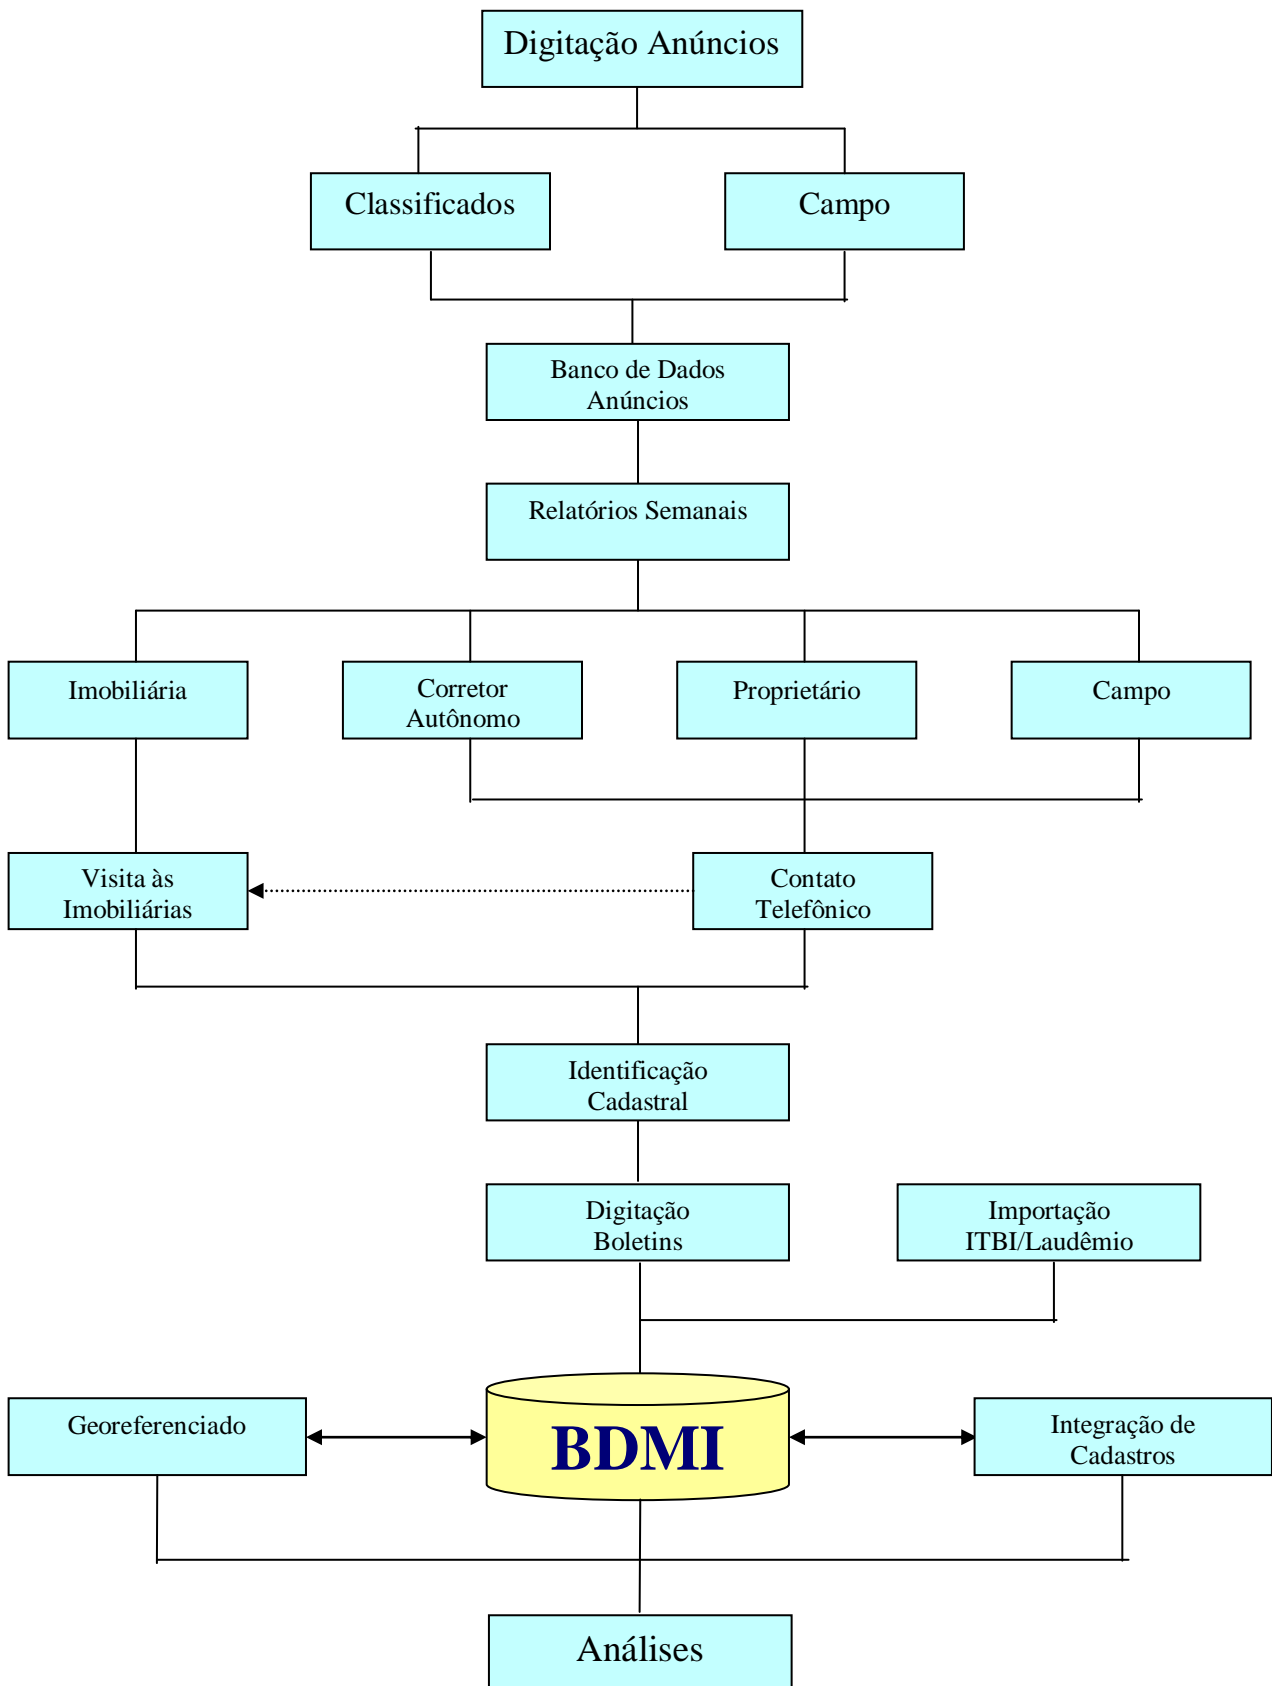 Digitação Anúncios
Classificados
Campo
Banco de Dados
Anúncios
Relatórios Semanais
Imobiliária
Corretor
Autônomo
Proprietário
Campo
Visita às
Imobiliárias
Contato
Telefônico
Identificação
Cadastral
Digitação
Boletins
Importação
ITBI/Laudêmio
Georeferenciado
BDMI
Integração de
Cadastros
Análises